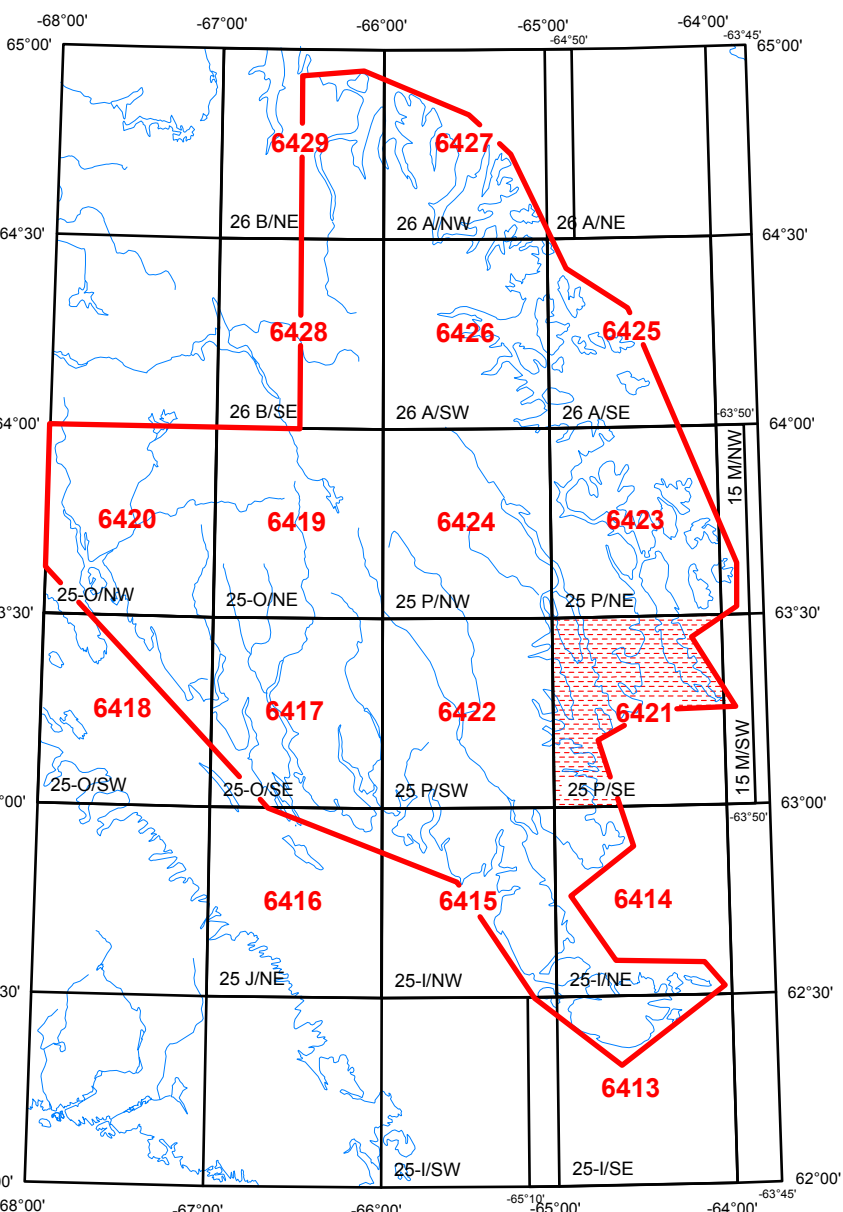 -68°00' -67°00' -66°00' -65°00' -64°00'
-64°50' -63°45'
65°00' 65°00'
6429 6427
26 B/NE 26 A/NW 26 A/NE
64°30' 64°30'
6428 6426 6425
26 B/SE 26 A/SW 26 A/SE
-63°50'
64°00' 64°00'
15 M/NW
6420 6419 6424 6423
25-O/NW 25-O/NE 25 P/NW 25 P/NE
3°30' 63°30'
6418 6417 6422 6421
15 M/SW
25-O/SW 25-O/SE 25 P/SW 25 P/SE
°00' 63°00'
-63°50'
6416 6415 6414
25 J/NE 25-I/NW 25-I/NE
30' 62°30'
6413
25-I/SW 25-I/SE
00' 62°00'
-65°10' -63°45'
68°00' -67°00' -66°00' -65°00' -64°00'